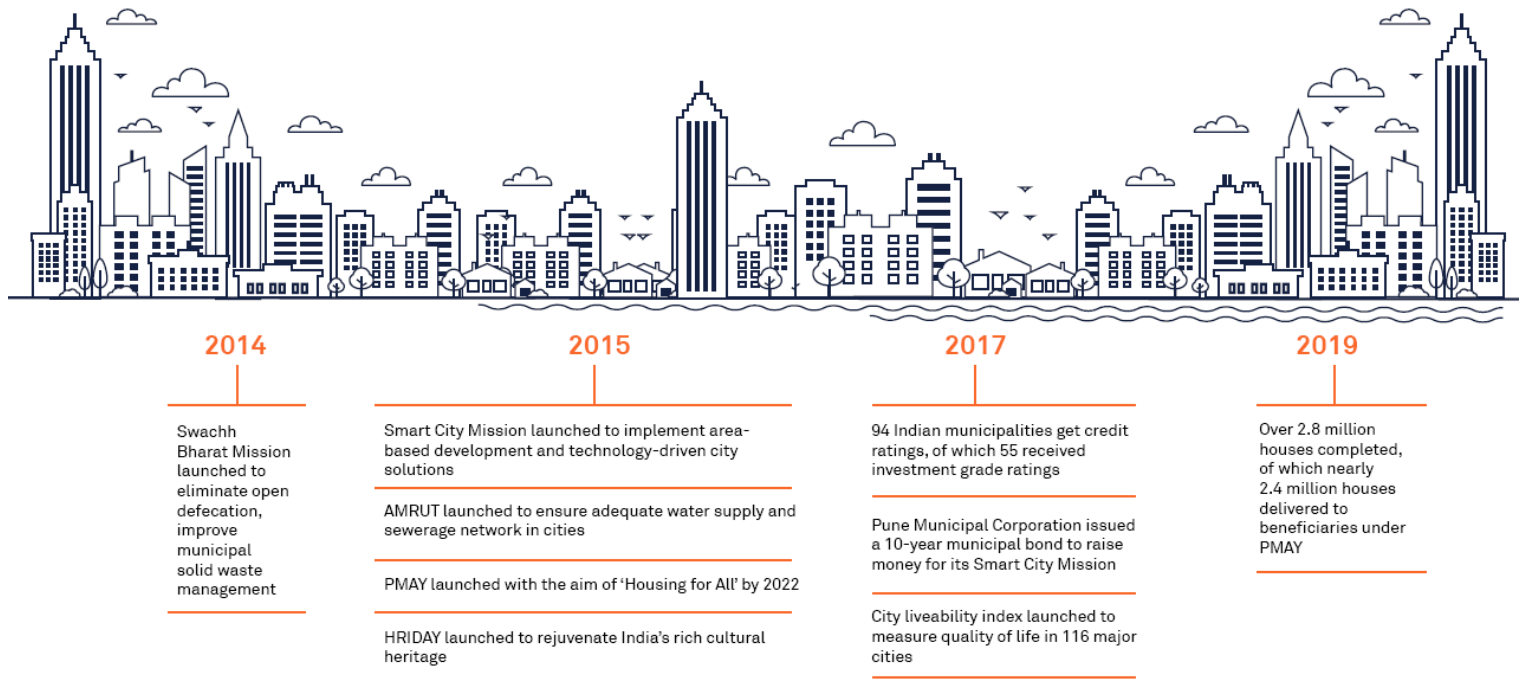 2014
Swachh
Bharat Mission
launched to
eliminate open
defecation,
improve
municipal
solid waste
management
2015
Smart City Mission launched to implement area-
based development and technology-driven city
solutions
AMRUT launched to ensure adequate water supply and
sewerage network in cities
PMAY launched with the aim of ‘Housing for All’ by 2022
HRIDAY launched to rejuvenate India’s rich cultural
heritage
2017
94 Indian municipalities get credit
ratings, of which 55 received
investment grade ratings
Pune Municipal Corporation issued
a 10-year municipal bond to raise
money for its Smart City Mission
City liveability index launched to
measure quality of life in 116 major
cities
2019
Over 2.8 million
houses completed,
of which nearly
2.4 million houses
delivered to
beneficiaries under
PMAY